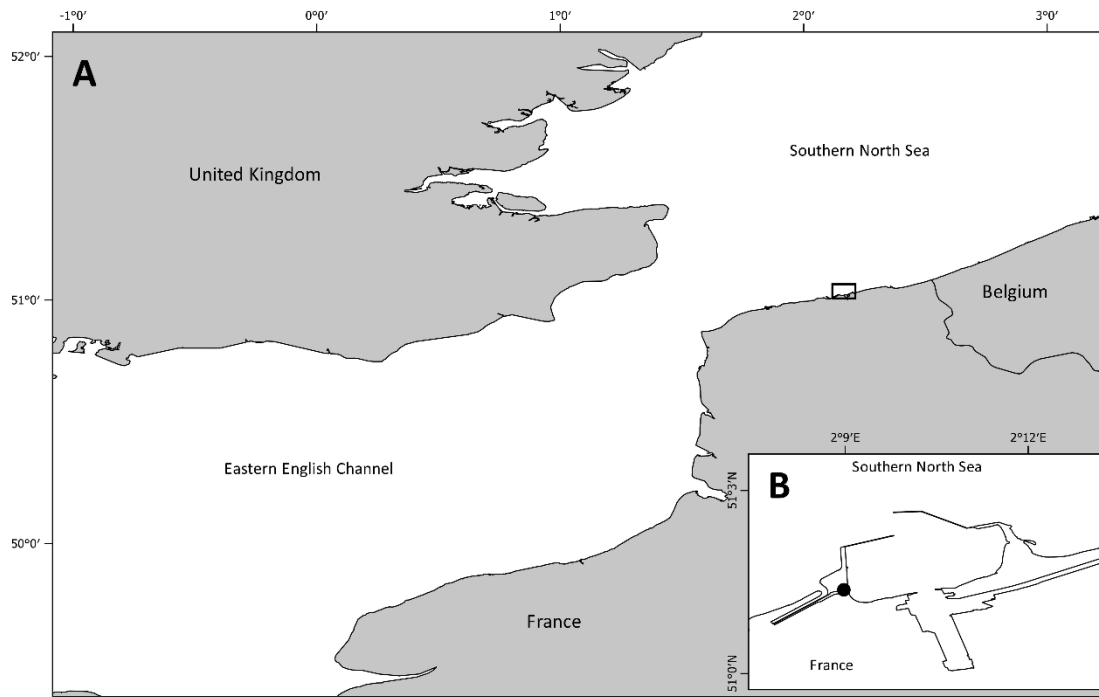 -1°0’ 0°0’ 1°0’ 2°0’ 3°0’
52°0’
A
Southern North Sea
United Kingdom
51°0’
Belgium
2°9’E 2°12’E
Eastern English Channel
Southern North Sea
B
51°3’N
50°0’
France
France
51°0’N